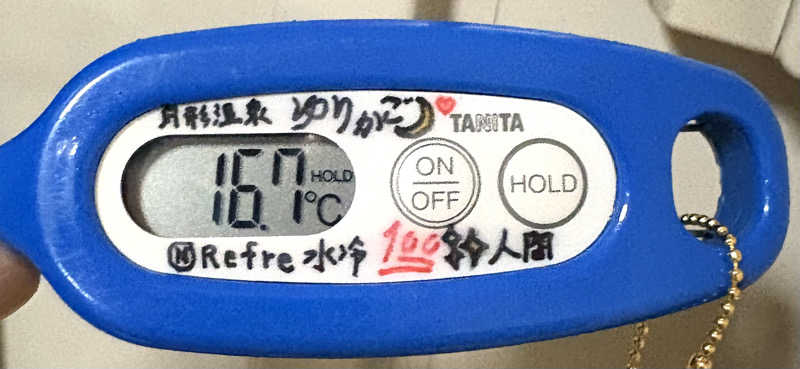 月形温泉 ゆりかご
TANITA
16.7 HOLD
°C
ON
OFF
HOLD
Ⓝ Refre 水冷 100 人間